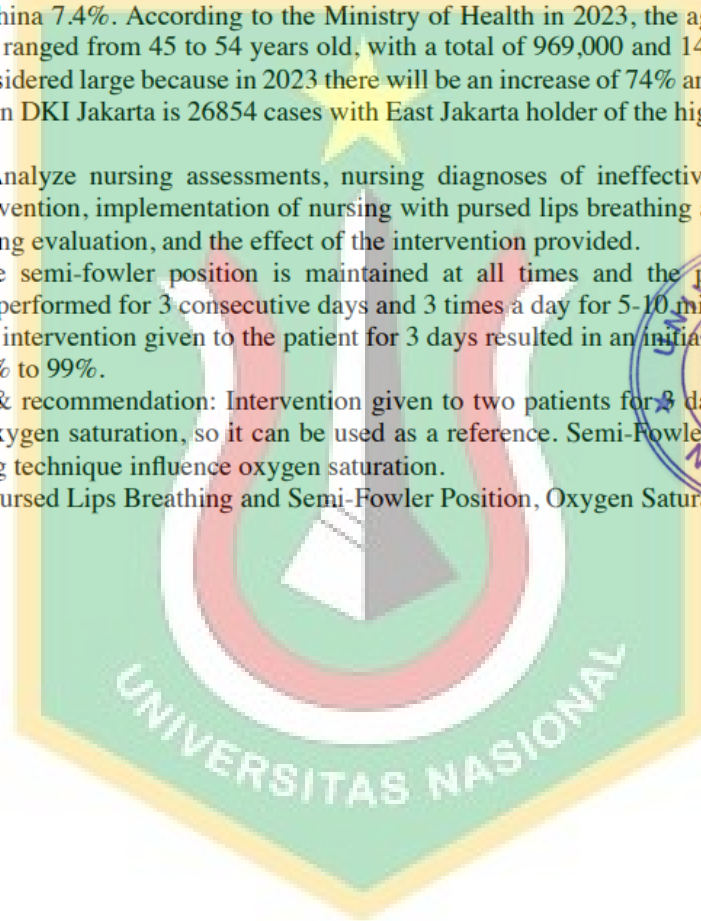 hina 7.4%. According to the Ministry of Health in 2023, the ag
ranged from 45 to 54 years old, with a total of 969,000 and 14
sidered large because in 2023 there will be an increase of 74% an
n DKI Jakarta is 26854 cases with East Jakarta holder of the hig
nalyze nursing assessments, nursing diagnoses of ineffectiv
vention, implementation of nursing with pursed lips breathing
ng evaluation, and the effect of the intervention provided.
e semi-fowler position is maintained at all times and the p
performed for 3 consecutive days and 3 times a day for 5-10 mi
intervention given to the patient for 3 days resulted in an initia
% to 99%.
& recommendation: Intervention given to two patients for 3 da
xygen saturation, so it can be used as a reference. Semi-Fowle
g technique influence oxygen saturation.
ursed Lips Breathing and Semi-Fowler Position, Oxygen Satur
UNIVERSITAS NASIONAL